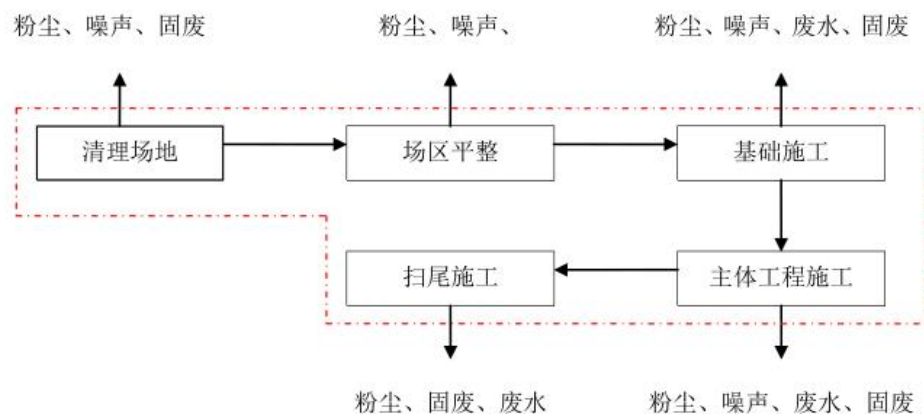 粉尘、噪声、固废
粉尘、噪声、
粉尘、噪声、废水、固废
清理场地
场区平整
基础施工
扫尾施工
主体工程施工
粉尘、固废、废水
粉尘、噪声、废水、固废